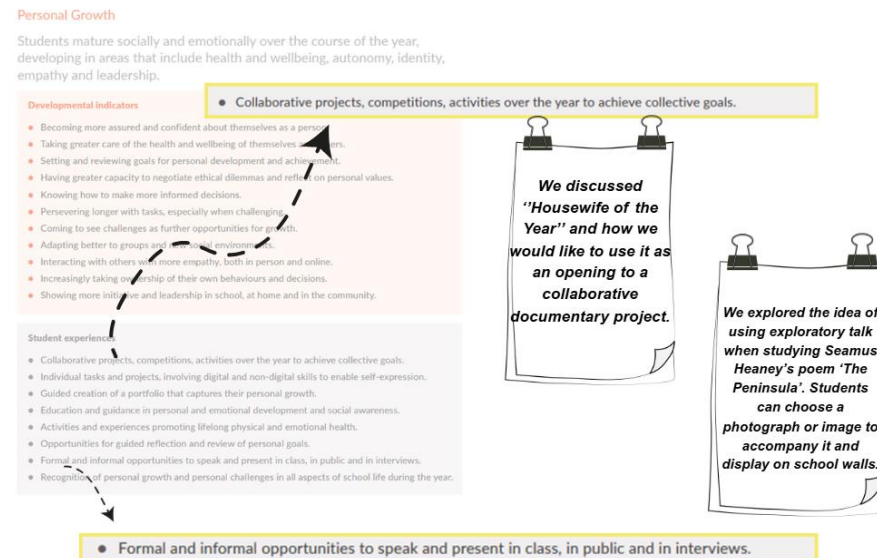 Personal Growth
Students mature socially and emotionally over the course of the year,
developing in areas that include health and wellbeing, autonomy, identity,
empathy and leadership.
Developmental indicators
• Becoming more assured and confident about themselves as a person.
• Taking greater care of the health and wellbeing of themselves
• Setting and reviewing goals for personal development and achievement.
• Having greater capacity to negotiate ethical dilemmas and reflect on personal values.
• Knowing how to make more informed decisions.
• Persevering longer with tasks, especially when challenging.
• Coming to see challenges as further opportunities for growth.
• Adapting better to groups and new social environments.
• Interacting with others with more empathy, both in person and online.
• Increasingly taking ownership of their own behaviours and decisions.
• Showing more initiative and leadership in school, at home and in the community.
Student experiences
• Collaborative projects, competitions, activities over the year to achieve collective goals.
• Individual tasks and projects, involving digital and non-digital skills to enable self-expression.
• Guided creation of a portfolio that captures their personal growth.
• Education and guidance in personal and emotional development and social awareness.
• Activities and experiences promoting lifelong physical and emotional health.
• Opportunities for guided reflection and review of personal goals.
• Formal and informal opportunities to speak and present in class, in public and in interviews.
• Recognition of personal growth and personal challenges in all aspects of school life during the year.
• Collaborative projects, competitions, activities over the year to achieve collective goals.
We discussed
‘’Housewife of the
Year’’ and how we
would like to use it as
an opening to a
collaborative
documentary project.
We explored the idea of
using exploratory talk
when studying Seamus
Heaney’s poem ‘The
Peninsula’. Students
can choose a
photograph or image to
accompany it and
display on school walls.
• Formal and informal opportunities to speak and present in class, in public and in interviews.